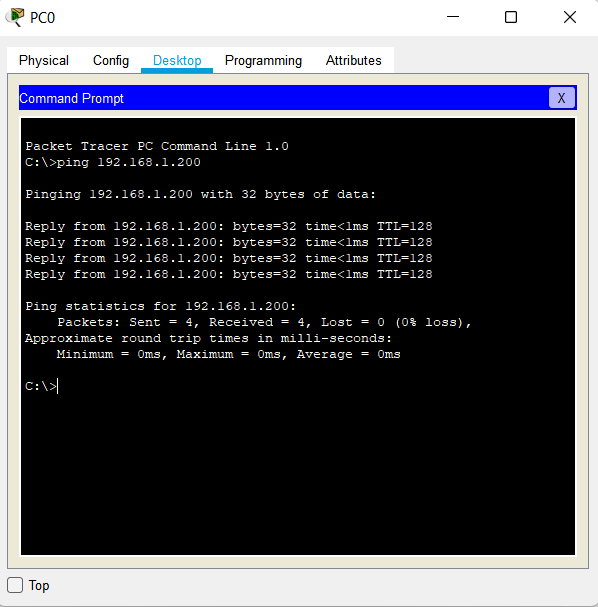 PC0
Physical Config Desktop Programming Attributes
Command Prompt X
Packet Tracer PC Command Line 1.0
C:\>ping 192.168.1.200
Pinging 192.168.1.200 with 32 bytes of data:
Reply from 192.168.1.200: bytes=32 time<1ms TTL=128
Reply from 192.168.1.200: bytes=32 time<1ms TTL=128
Reply from 192.168.1.200: bytes=32 time<1ms TTL=128
Reply from 192.168.1.200: bytes=32 time<1ms TTL=128
Ping statistics for 192.168.1.200:
Packets: Sent = 4, Received = 4, Lost = 0 (0% loss),
Approximate round trip times in milli-seconds:
Minimum = 0ms, Maximum = 0ms, Average = 0ms
C:\>
Top